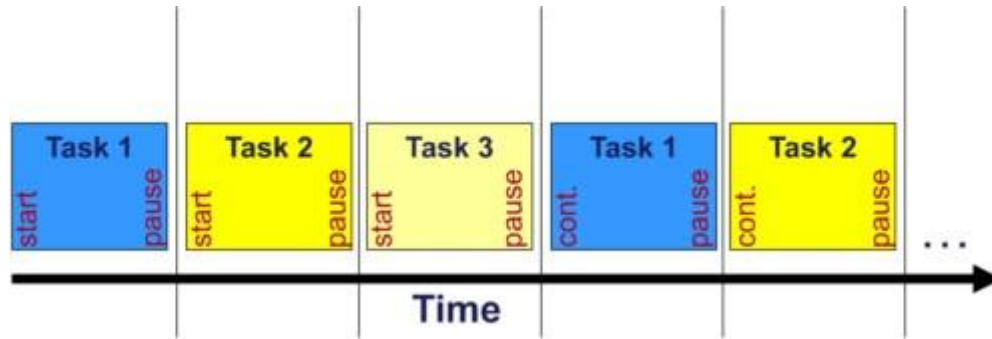 Task 1
start
pause
Task 2
start
pause
Task 3
start
pause
Task 1
cont.
pause
Task 2
cont.
pause
...
Time